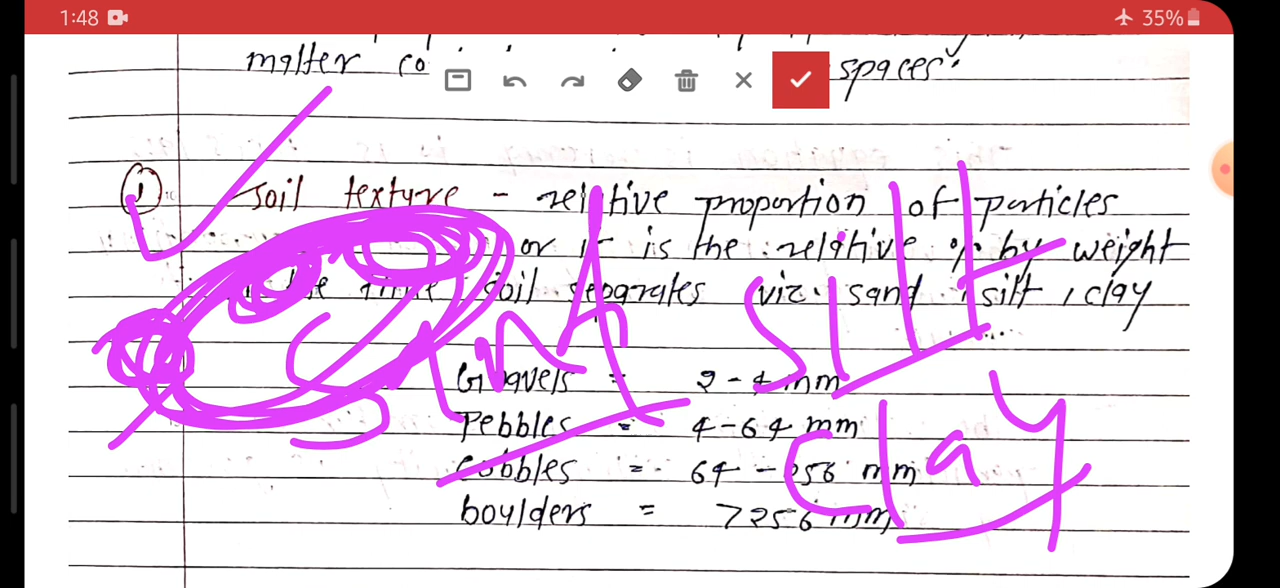 1:48 35%
matter co spaces.
① Soil texture - relative proportion of particles
or it is the relative % by weight
soil separates (viz. sand, silt, clay
Gravels = 2-4 mm
Pebbles = 4-64 mm
Cobbles = 64-256 mm
boulders = >256 mm
silt
clay